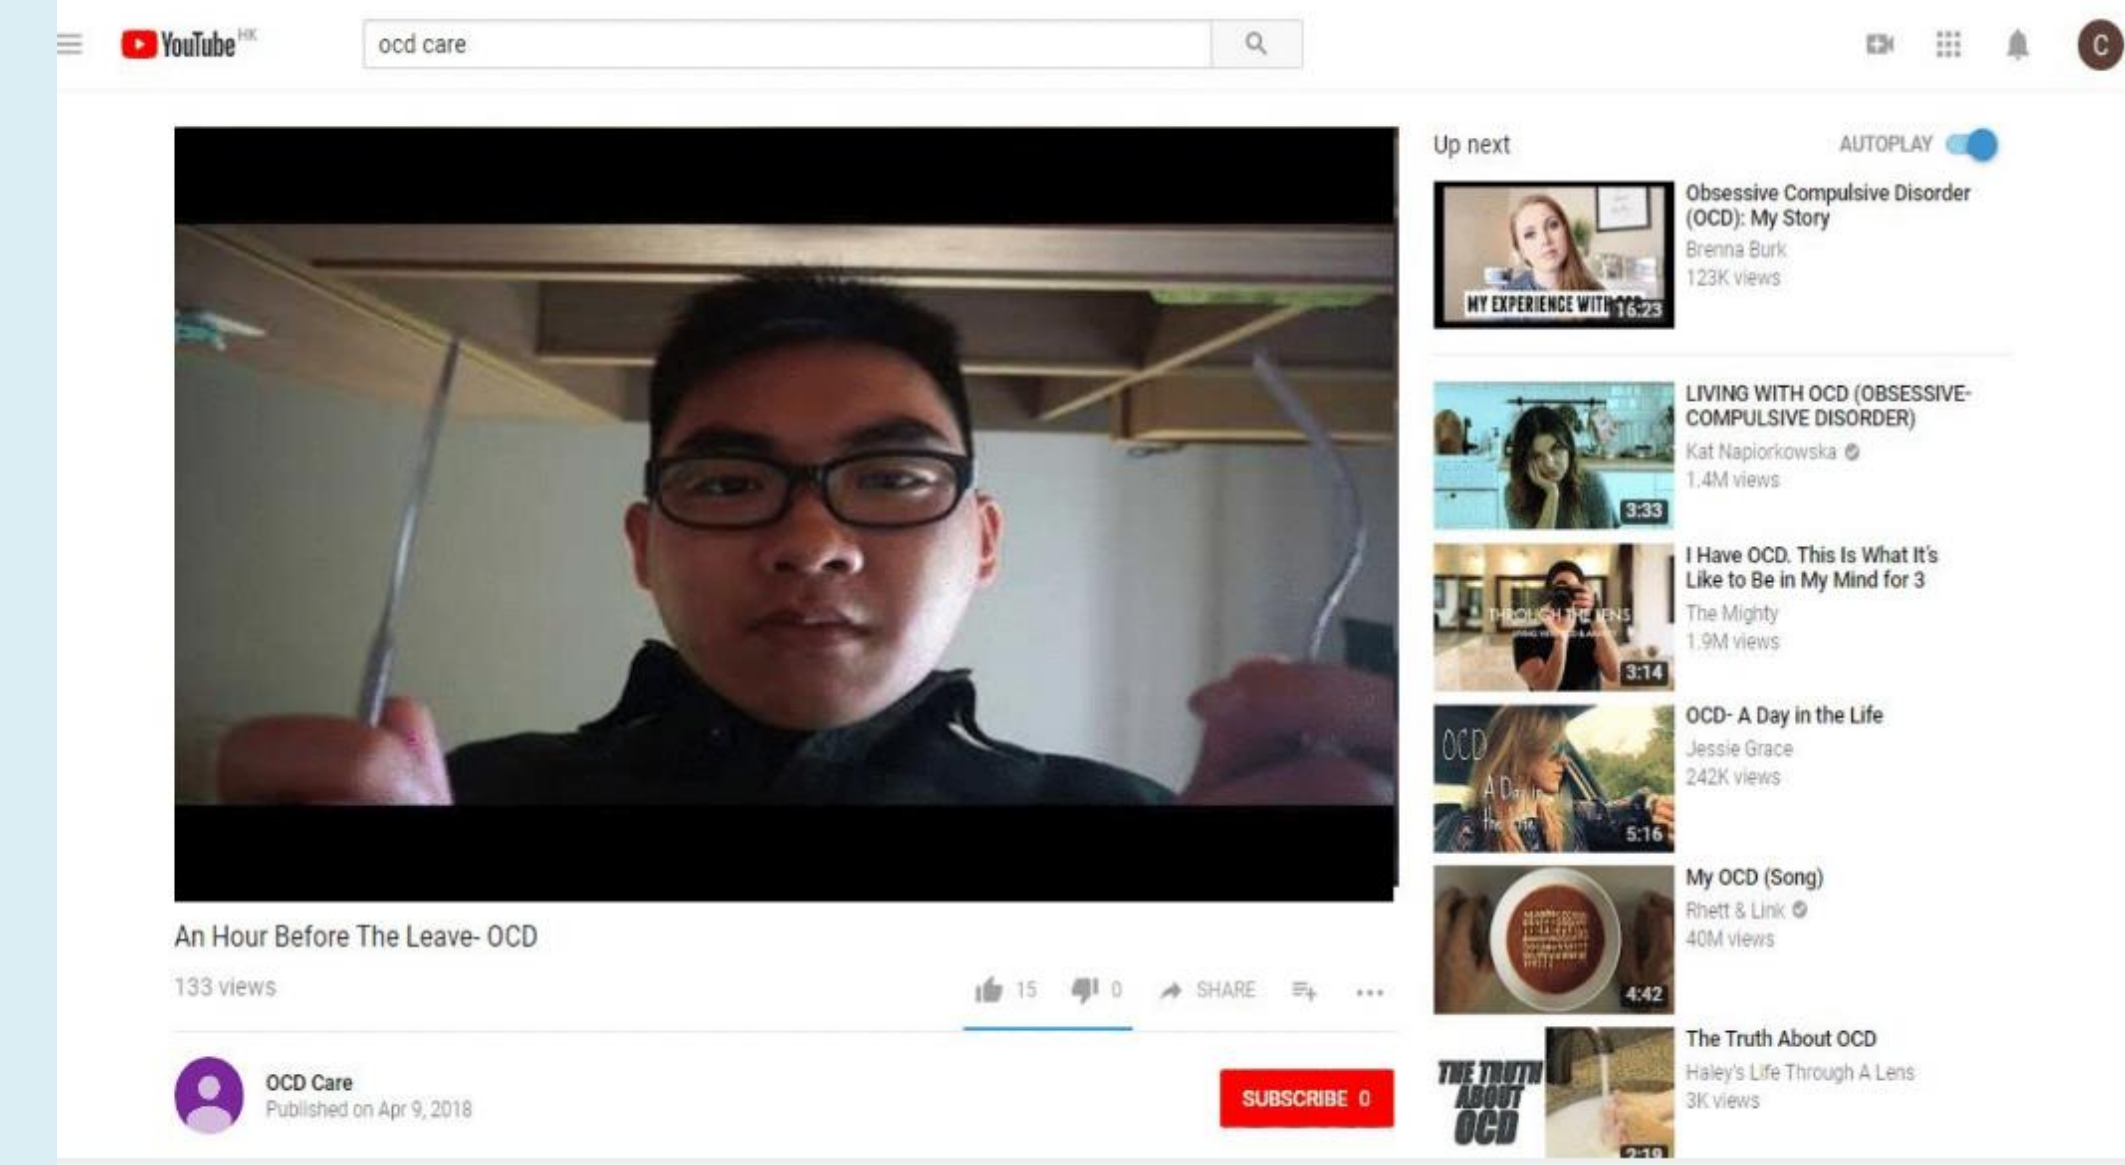 YouTube HK
ocd care
C
An Hour Before The Leave- OCD
133 views
15
0
SHARE
OCD Care
Published on Apr 9, 2018
SUBSCRIBE 0
Up next
AUTOPLAY
MY EXPERIENCE WITH
16:23
Obsessive Compulsive Disorder
(OCD): My Story
Brenna Burk
123K views
3:33
LIVING WITH OCD (OBSESSIVE-
COMPULSIVE DISORDER)
Kat Napiorkowska
1.4M views
THROUGH THE LENS
3:14
I Have OCD. This Is What It's
Like to Be in My Mind for 3
The Mighty
1.9M views
OCD
A Day in
the Life
5:16
OCD- A Day in the Life
Jessie Grace
242K views
4:42
My OCD (Song)
Rhett & Link
40M views
THE TRUTH
ABOUT
OCD
2:19
The Truth About OCD
Haley's Life Through A Lens
3K views